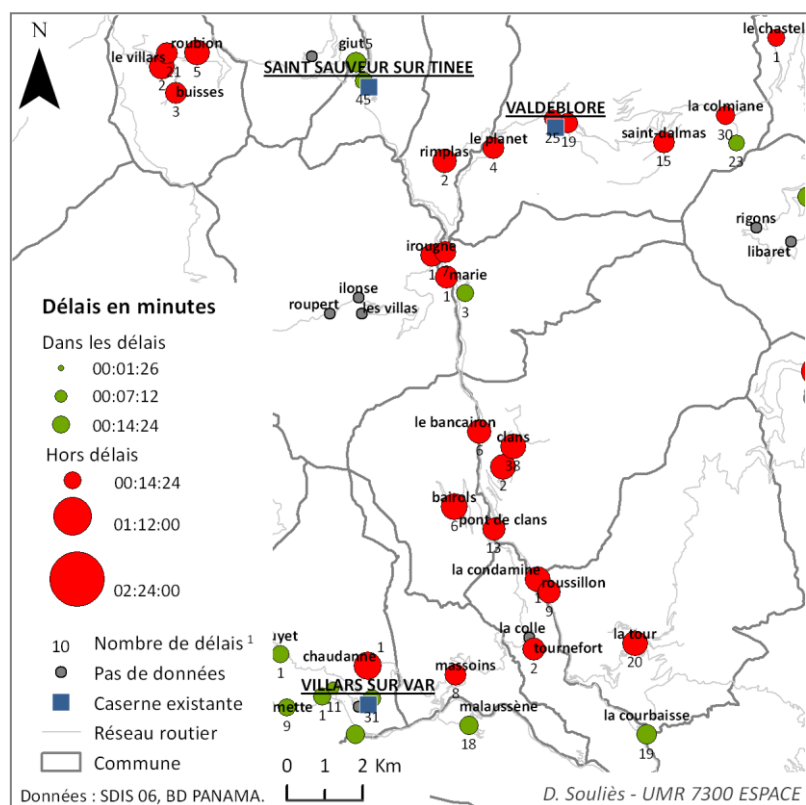 N
roubion
le villars
21
5
2
buisses
3
giut 5
SAINT SAUVEUR SUR TINEE
45
le chastel
1
VALDEBLORE
la colmiane
30
25
19
saint-dalmas
15
23
rimplas
2
le planet
4
rigons
libaret
irougne
1
7
marie
1
3
ilonse
roupert
les villas
le bancairon
6
clans
38
2
bairols
6
pont de clans
13
la condamine
1
roussillon
9
la colle
tournefort
2
la tour
20
uyet
1
chaudanne
1
massoins
8
VILLARS SUR VAR
mette
11
1
9
31
malaussène
18
la courbaisse
19
Délais en minutes
Dans les délais
00:01:26
00:07:12
00:14:24
Hors délais
00:14:24
01:12:00
02:24:00
10 Nombre de délais 1
Pas de données
Caserne existante
Réseau routier
Commune
0 1 2 Km
Données : SDIS 06, BD PANAMA.
D. Souliès - UMR 7300 ESPACE